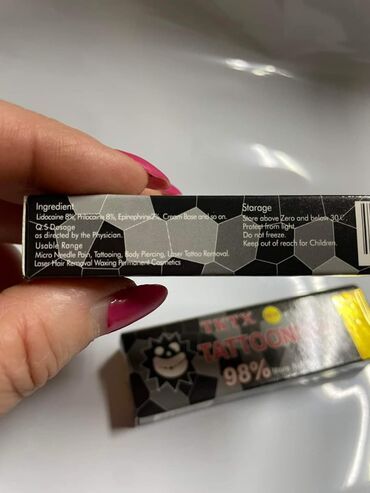 Ingredient
Lidocaine 8%, Prilocaine 8%, Epinephrine 2%, Cream Base and so on.
Q.S Dosage
as directed by the Physician.
Usable Range
Micro Needle Pain, Tattooing, Body Piercing, Laser Tattoo Removal.
Laser Hair Removal Waxing Permanent Cosmetics
Storage
Store above Zero and below 30 C.
Protect from light.
Do not freeze.
Keep out of reach for Children.
TKTX
98%